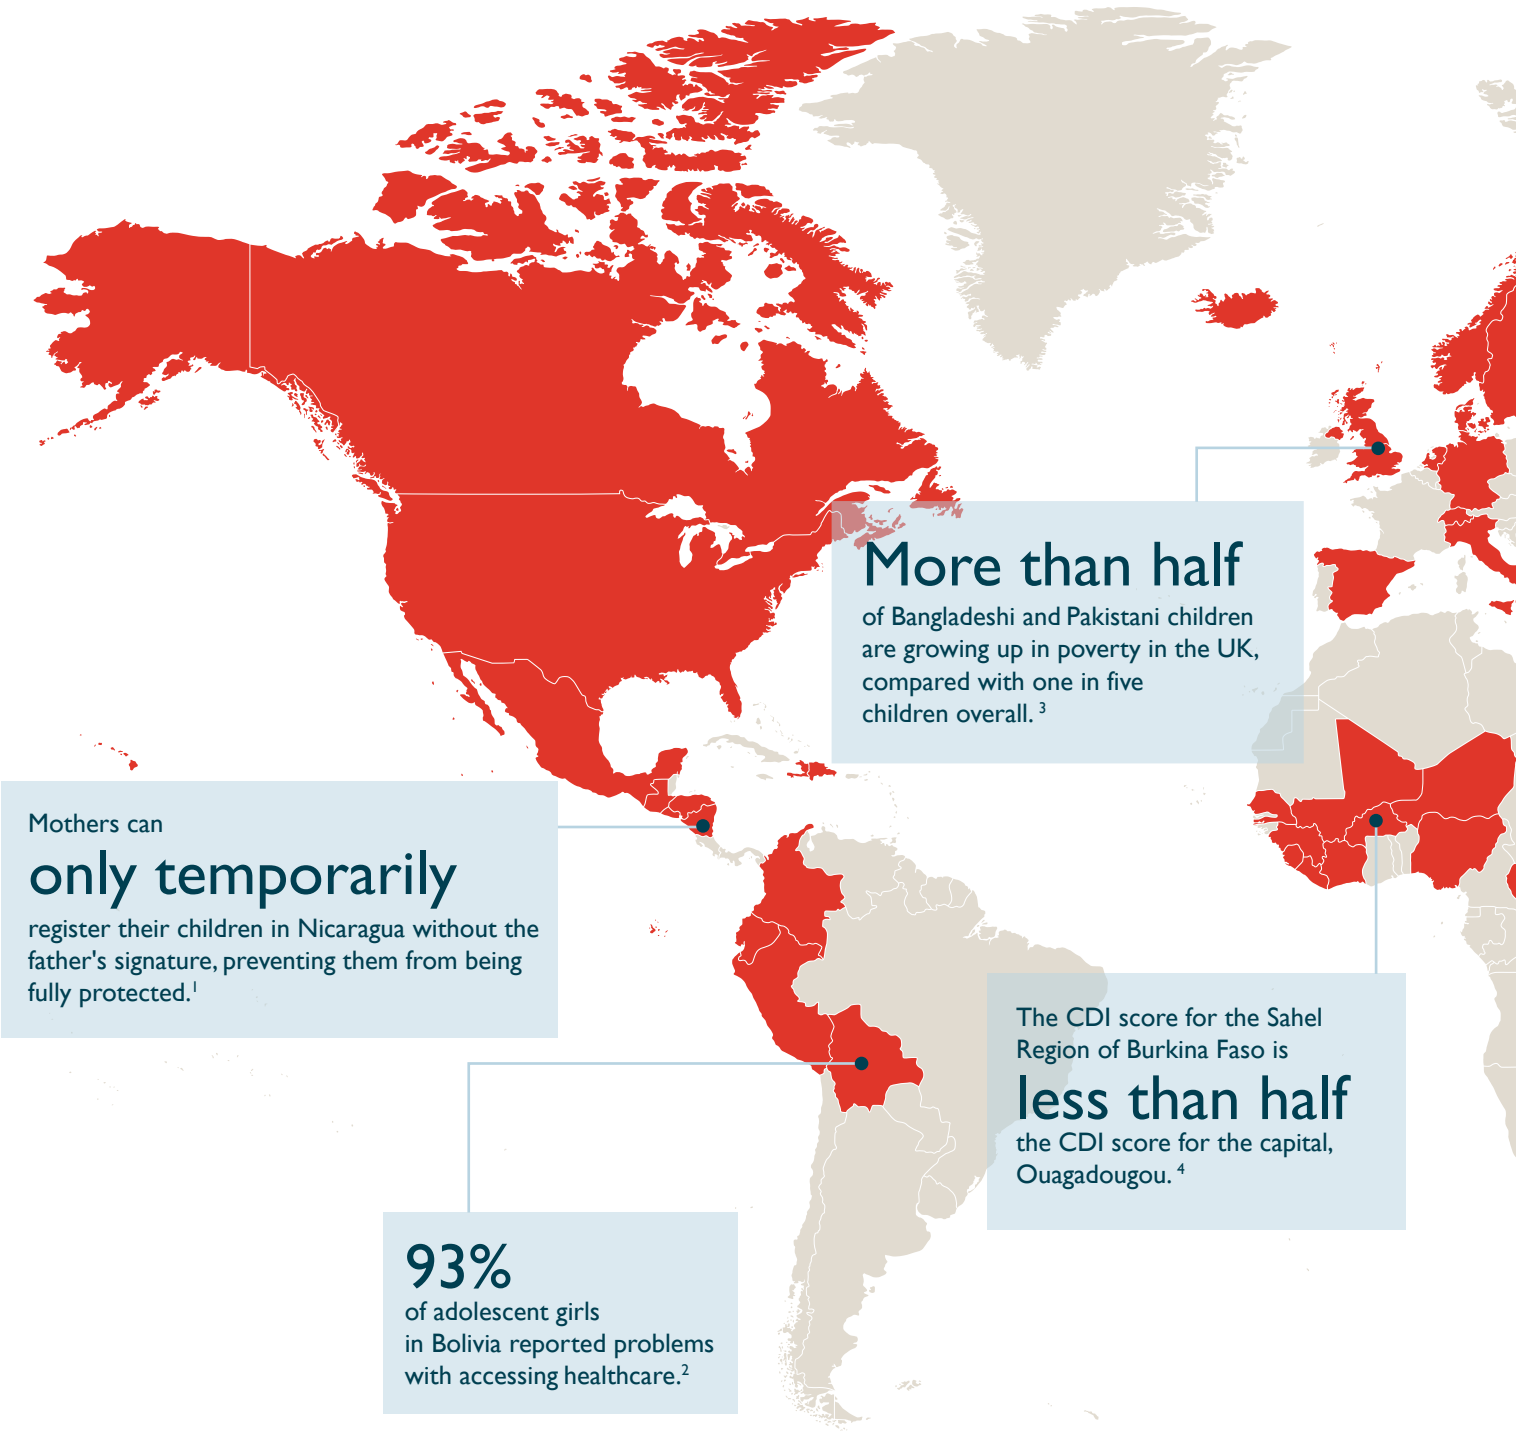 More than half
of Bangladeshi and Pakistani children
are growing up in poverty in the UK,
compared with one in five
children overall. 3
Mothers can
only temporarily
register their children in Nicaragua without the
father's signature, preventing them from being
fully protected.1
The CDI score for the Sahel
Region of Burkina Faso is
less than half
the CDI score for the capital,
Ouagadougou. 4
93%
of adolescent girls
in Bolivia reported problems
with accessing healthcare.2